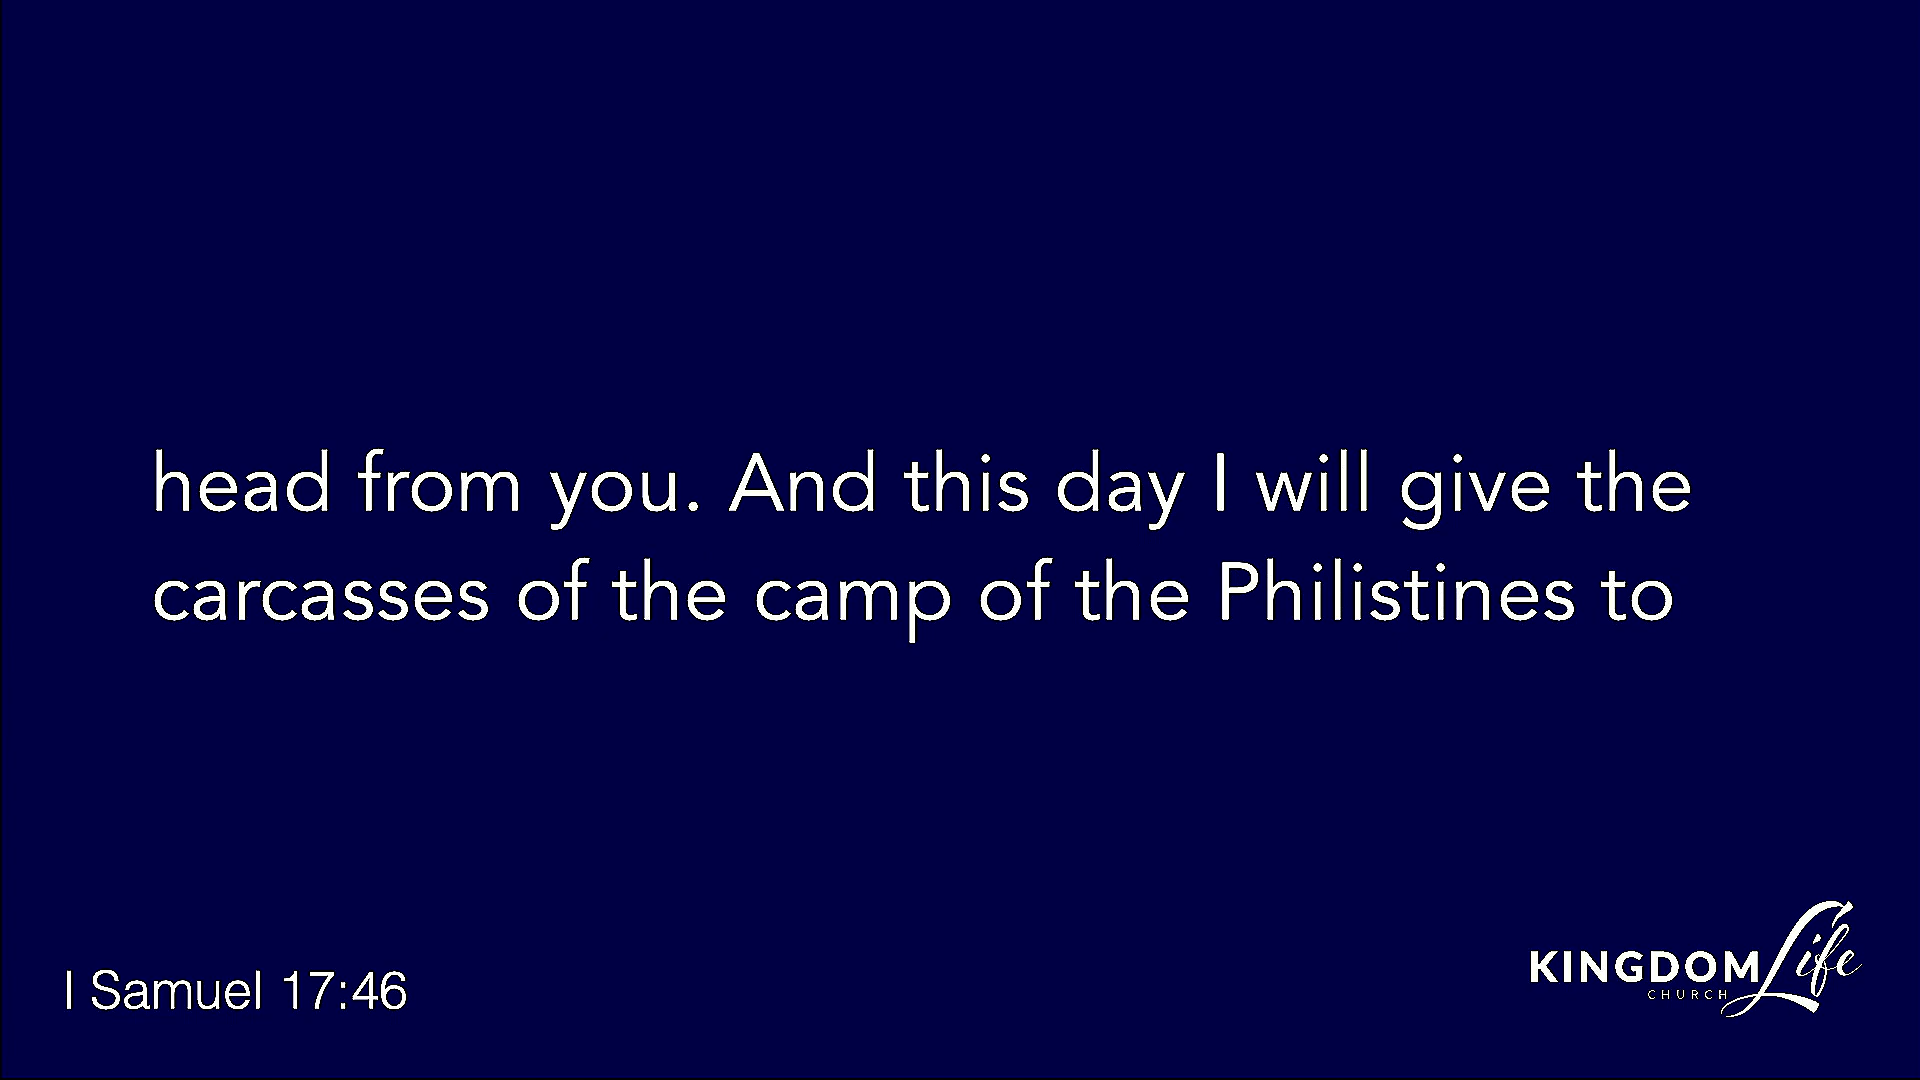 head from you. And this day I will give the
carcasses of the camp of the Philistines to
I Samuel 17:46
KINGDOM Life
CHURCH